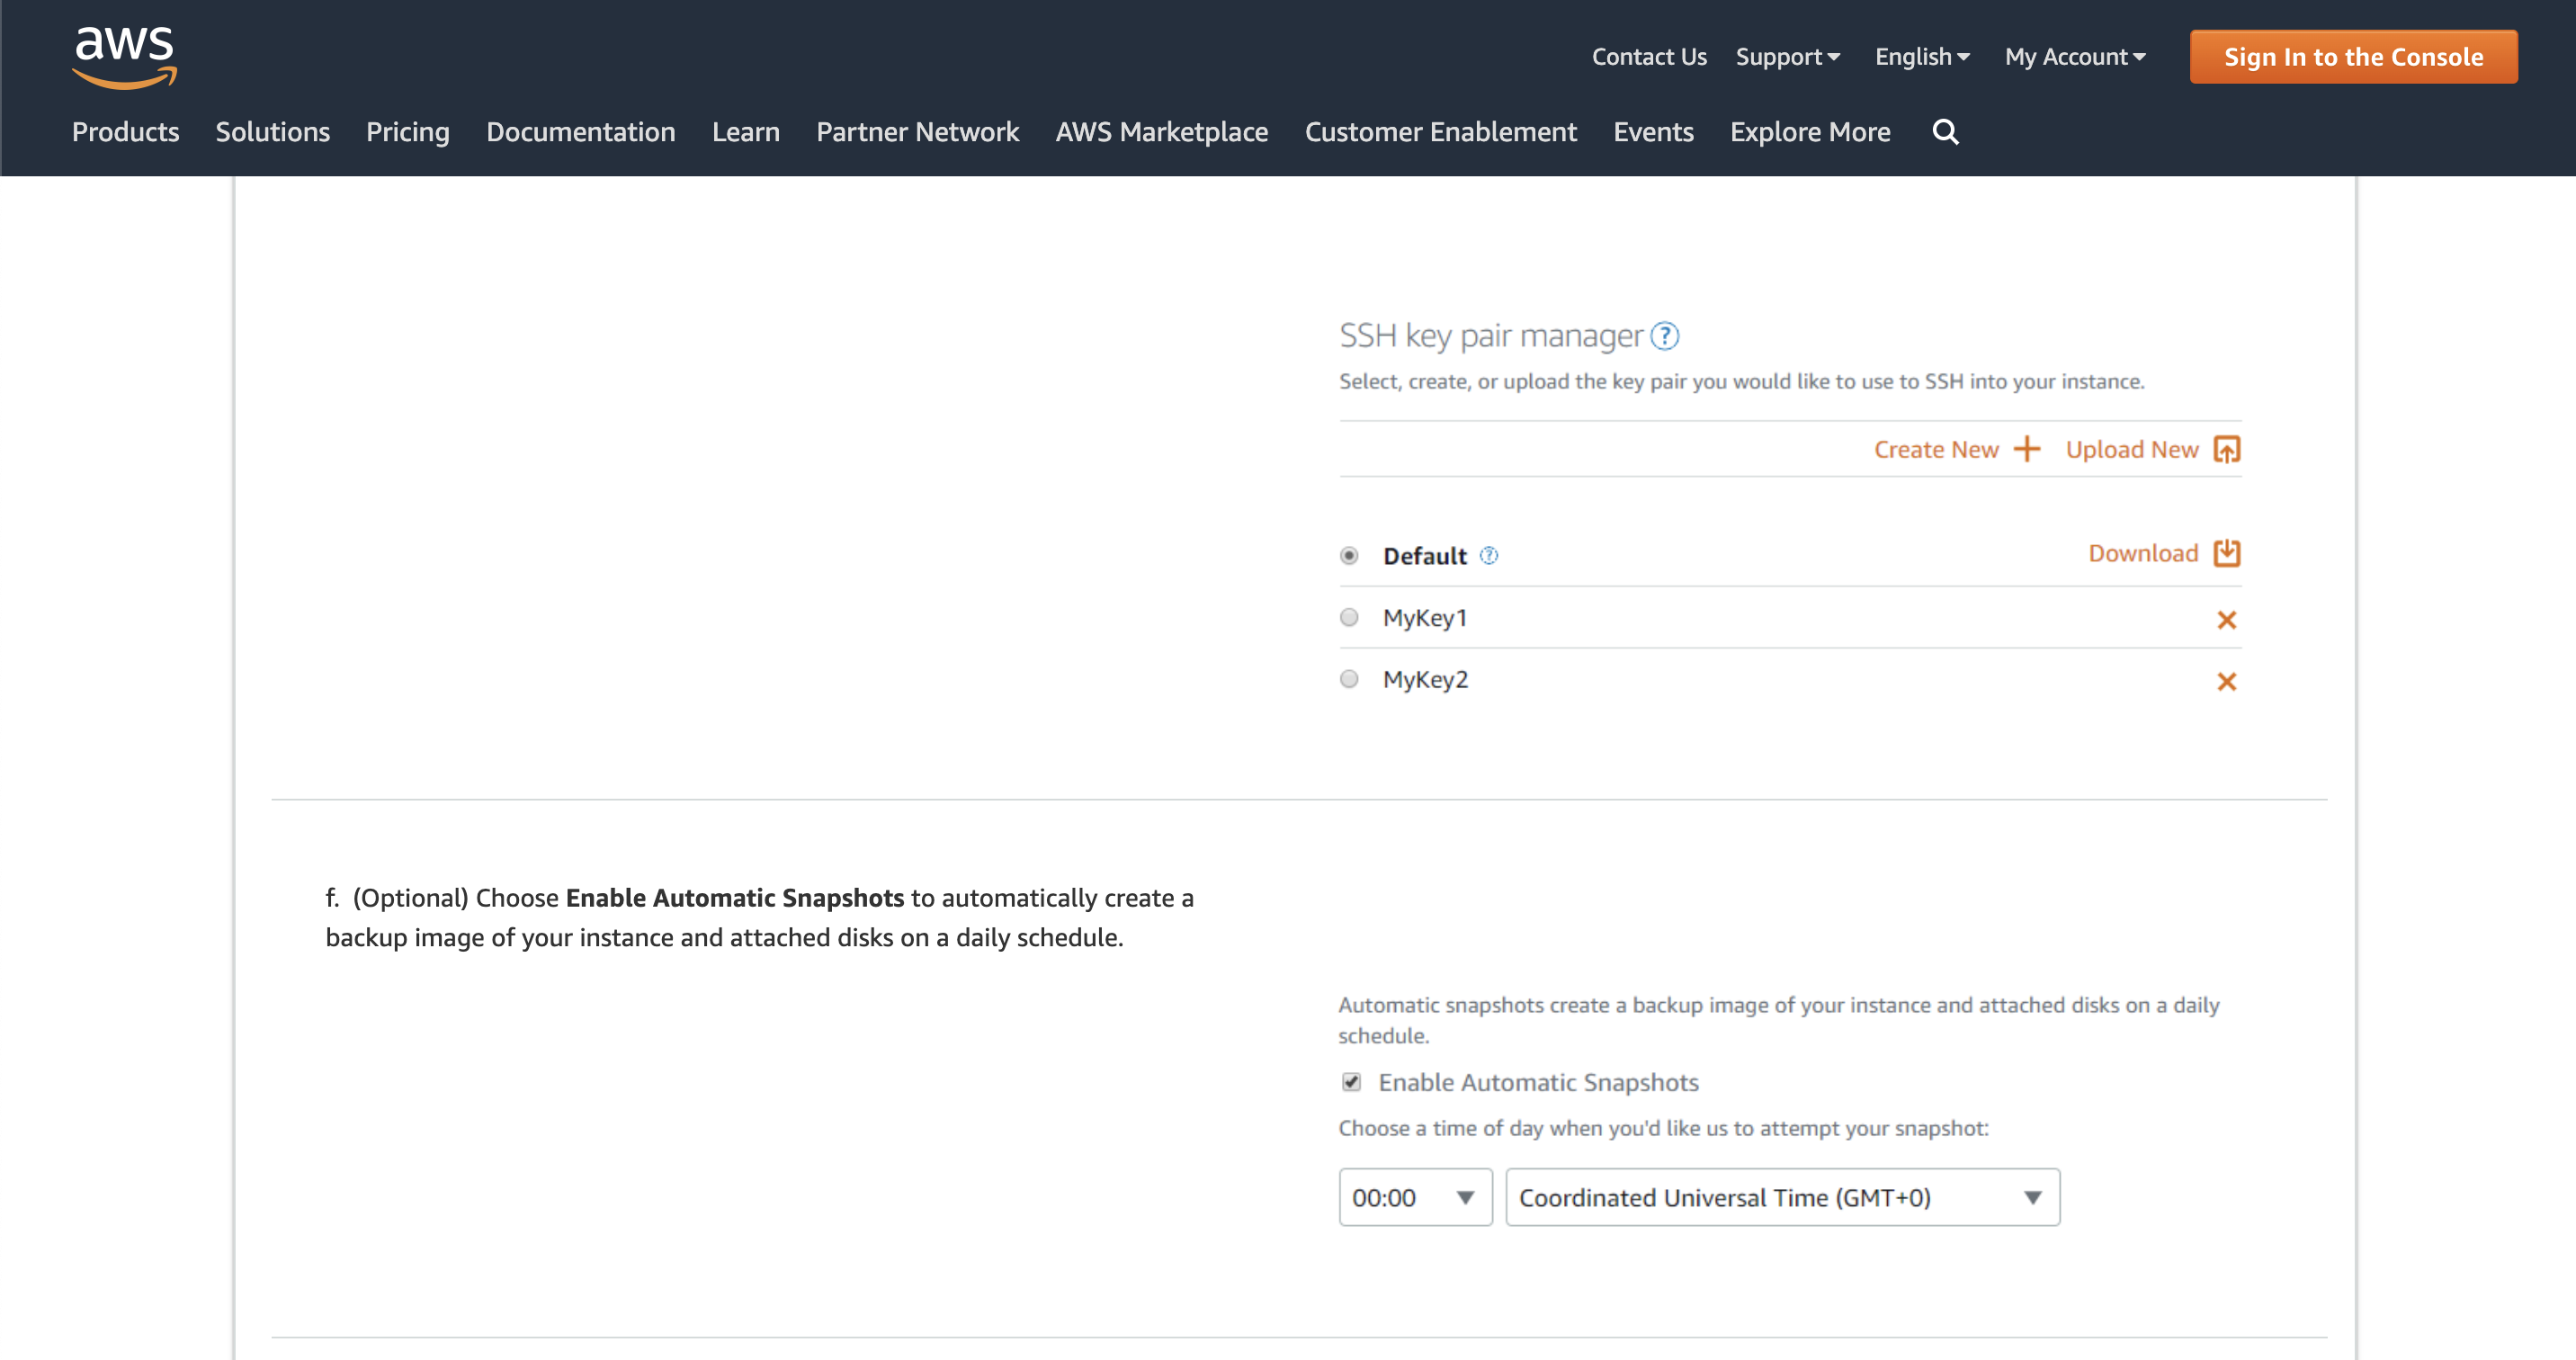 aws
Contact Us Support English My Account Sign In to the Console
Products Solutions Pricing Documentation Learn Partner Network AWS Marketplace Customer Enablement Events Explore More
SSH key pair manager ?
Select, create, or upload the key pair you would like to use to SSH into your instance.
Create New + Upload New
Default ? Download
MyKey1
MyKey2
f. (Optional) Choose Enable Automatic Snapshots to automatically create a
backup image of your instance and attached disks on a daily schedule.
Automatic snapshots create a backup image of your instance and attached disks on a daily
schedule.
Enable Automatic Snapshots
Choose a time of day when you'd like us to attempt your snapshot:
00:00 Coordinated Universal Time (GMT+0)